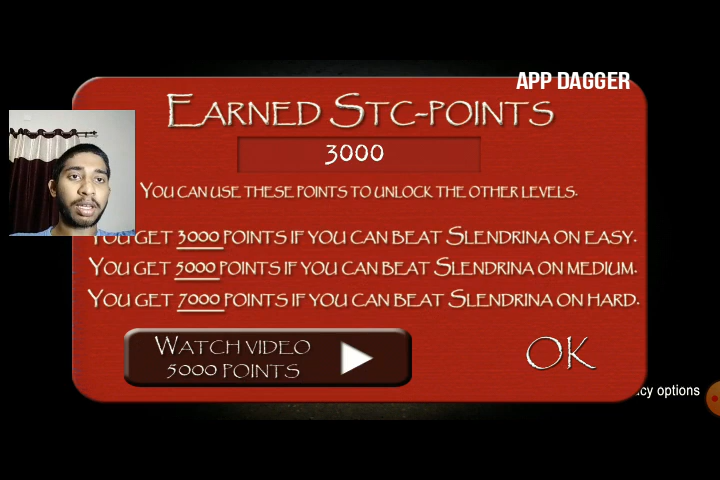 APP DAGGER
EARNED STC-POINTS
3000
YOU CAN USE THESE POINTS TO UNLOCK THE OTHER LEVELS.
YOU GET 3000 POINTS IF YOU CAN BEAT SLENDRINA ON EASY.
YOU GET 5000 POINTS IF YOU CAN BEAT SLENDRINA ON MEDIUM.
YOU GET 7000 POINTS IF YOU CAN BEAT SLENDRINA ON HARD.
WATCH VIDEO
5000 POINTS
OK
options